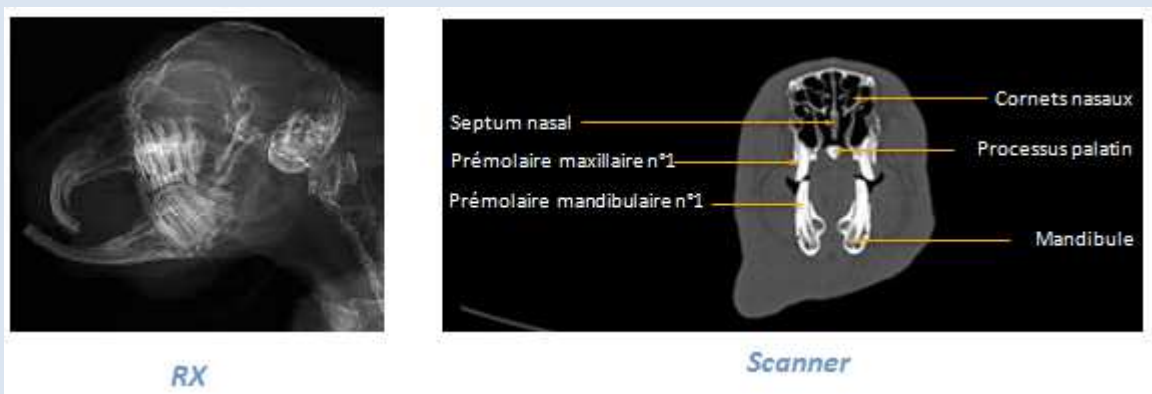 Septum nasal
Prémolaire maxillaire n°1
Prémolaire mandibulaire n°1
Cornets nasaux
Processus palatin
Mandibule
RX
Scanner